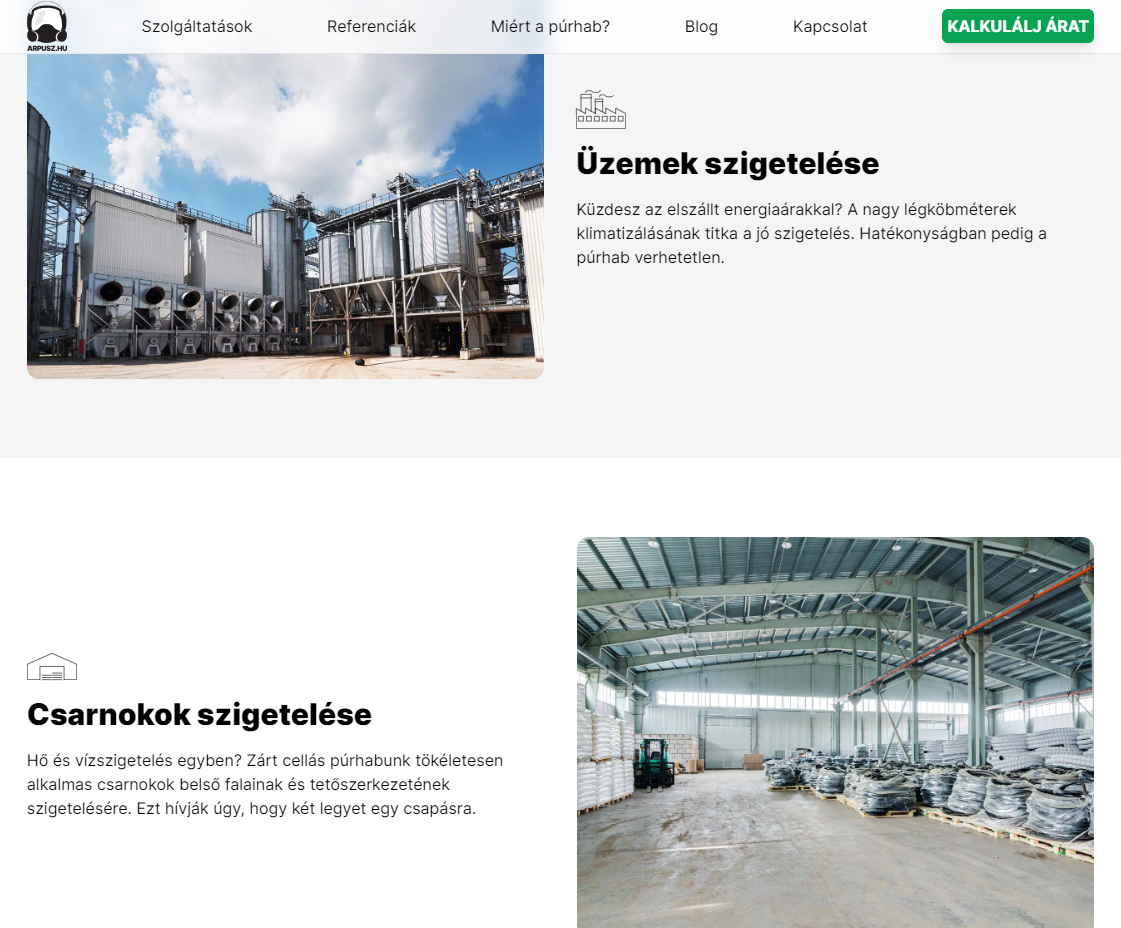 ARPUSZ.HU
Szolgáltatások
Referenciák
Miért a púrhab?
Blog
Kapcsolat
KALKULÁLJ ÁRAT
Üzemek szigetelése
Küzdesz az elszállt energiaárakkal? A nagy légköbméterek
klimatizálásának titka a jó szigetelés. Hatékonyságban pedig a
púrhab verhetetlen.
Csarnokok szigetelése
Hő és vízszigetelés egyben? Zárt cellás púrhabunk tökéletesen
alkalmas csarnokok belső falainak és tetőszerkezetének
szigetelésére. Ezt hívják úgy, hogy két legyet egy csapásra.